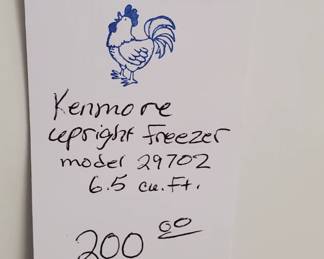 Kenmore
upright freezer
model 29702
6.5 cu.ft.
200 00